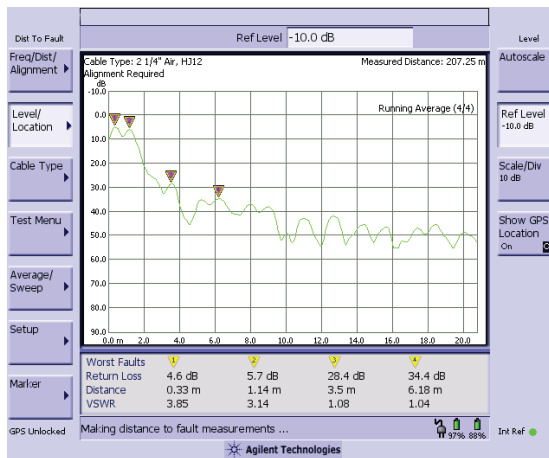 Dist To Fault
Ref Level -10.0 dB
Level
Freq/Dist/
Alignment
Level/
Location
Cable Type
Test Menu
Average/
Sweep
Setup
Marker
GPS Unlocked
Cable Type: 2 1/4" Air, HJ12
Measured Distance: 207.25 m
Alignment Required
dB
Running Average (4/4)
-10.0
0.0
10.0
20.0
30.0
40.0
50.0
60.0
70.0
80.0
90.0
0.0 m 2.0 4.0 6.0 8.0 10.0 12.0 14.0 16.0 18.0 20.0
Worst Faults 1 2 3 4
Return Loss 4.6 dB 5.7 dB 28.4 dB 34.4 dB
Distance 0.33 m 1.14 m 3.5 m 6.18 m
VSWR 3.85 3.14 1.08 1.04
Making distance to fault measurements ...
97% 88%
Agilent Technologies
Autoscale
Ref Level
-10.0 dB
Scale/Div
10 dB
Show GPS
Location
On
Int Ref